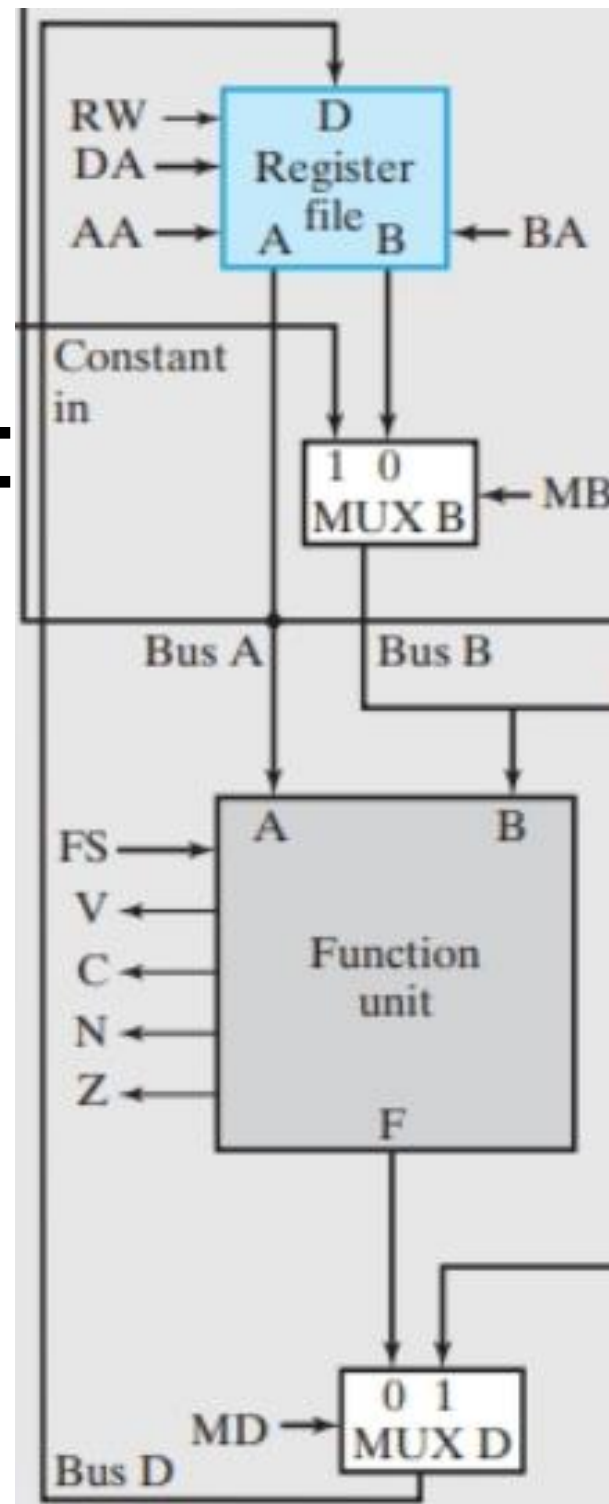 RW
D
DA
Register
file
AA
A
B
BA
Constant
in
1 0
MUX B
MB
Bus A
Bus B
A
B
FS
V
Function
unit
C
N
Z
F
0 1
MUX D
MD
Bus D